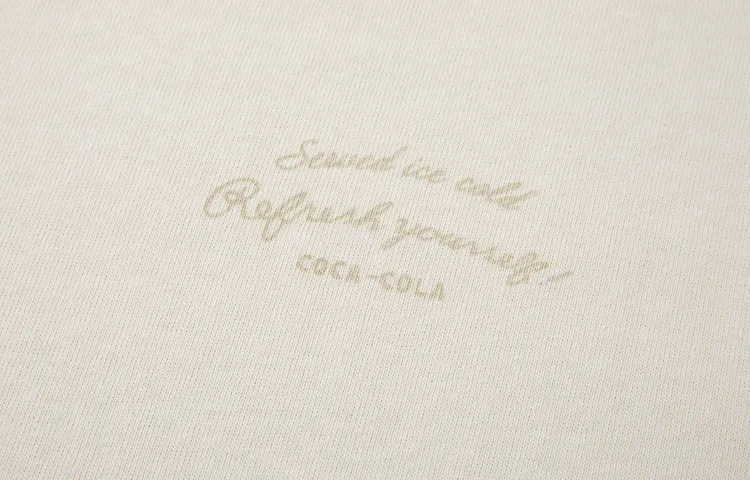 Served ice cold
Refresh yourself!
COCA-COLA